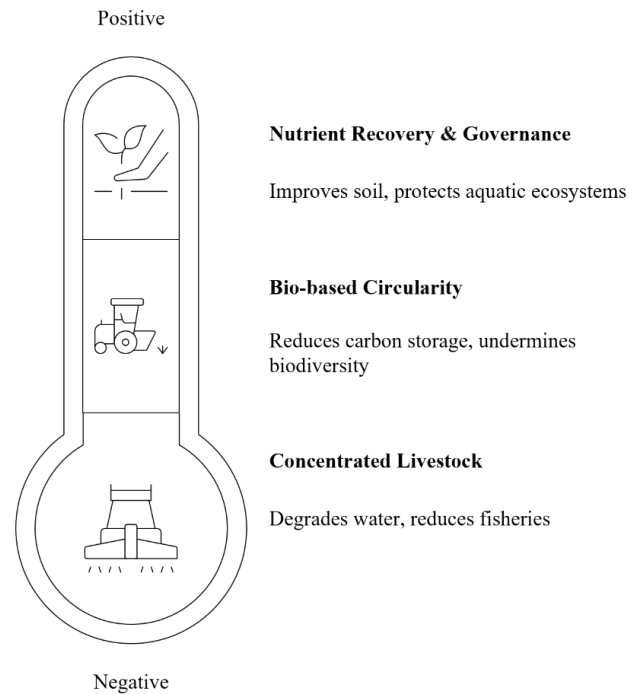 Positive
Nutrient Recovery & Governance
Improves soil, protects aquatic ecosystems
Bio-based Circularity
Reduces carbon storage, undermines
biodiversity
Concentrated Livestock
Degrades water, reduces fisheries
Negative